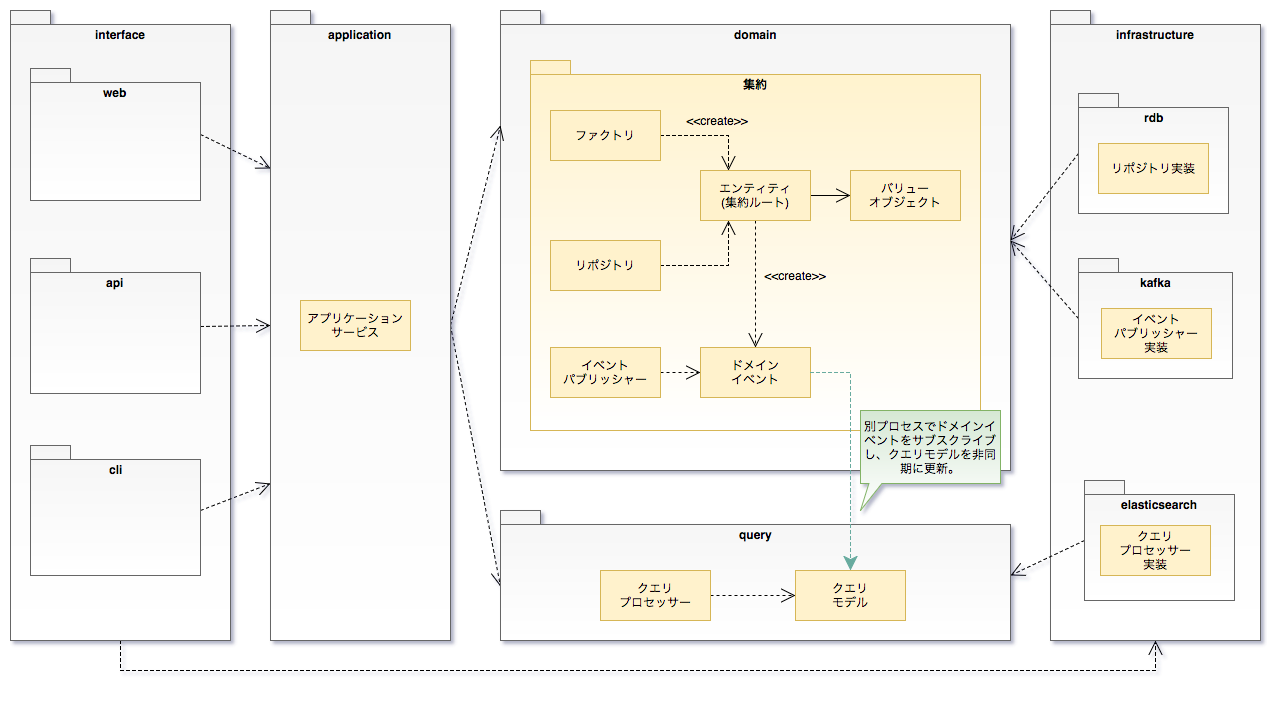 interface
web
api
cli
application
アプリケーション
サービス
domain
集約
ファクトリ
<<create>>
エンティティ
(集約ルート)
バリュー
オブジェクト
リポジトリ
<<create>>
イベント
パブリッシャー
ドメイン
イベント
別プロセスでドメインイ
ベントをサブスクライブ
し、クエリモデルを非同
期に更新。
query
クエリ
プロセッサー
クエリ
モデル
infrastructure
rdb
リポジトリ実装
kafka
イベント
パブリッシャー
実装
elasticsearch
クエリ
プロセッサー
実装